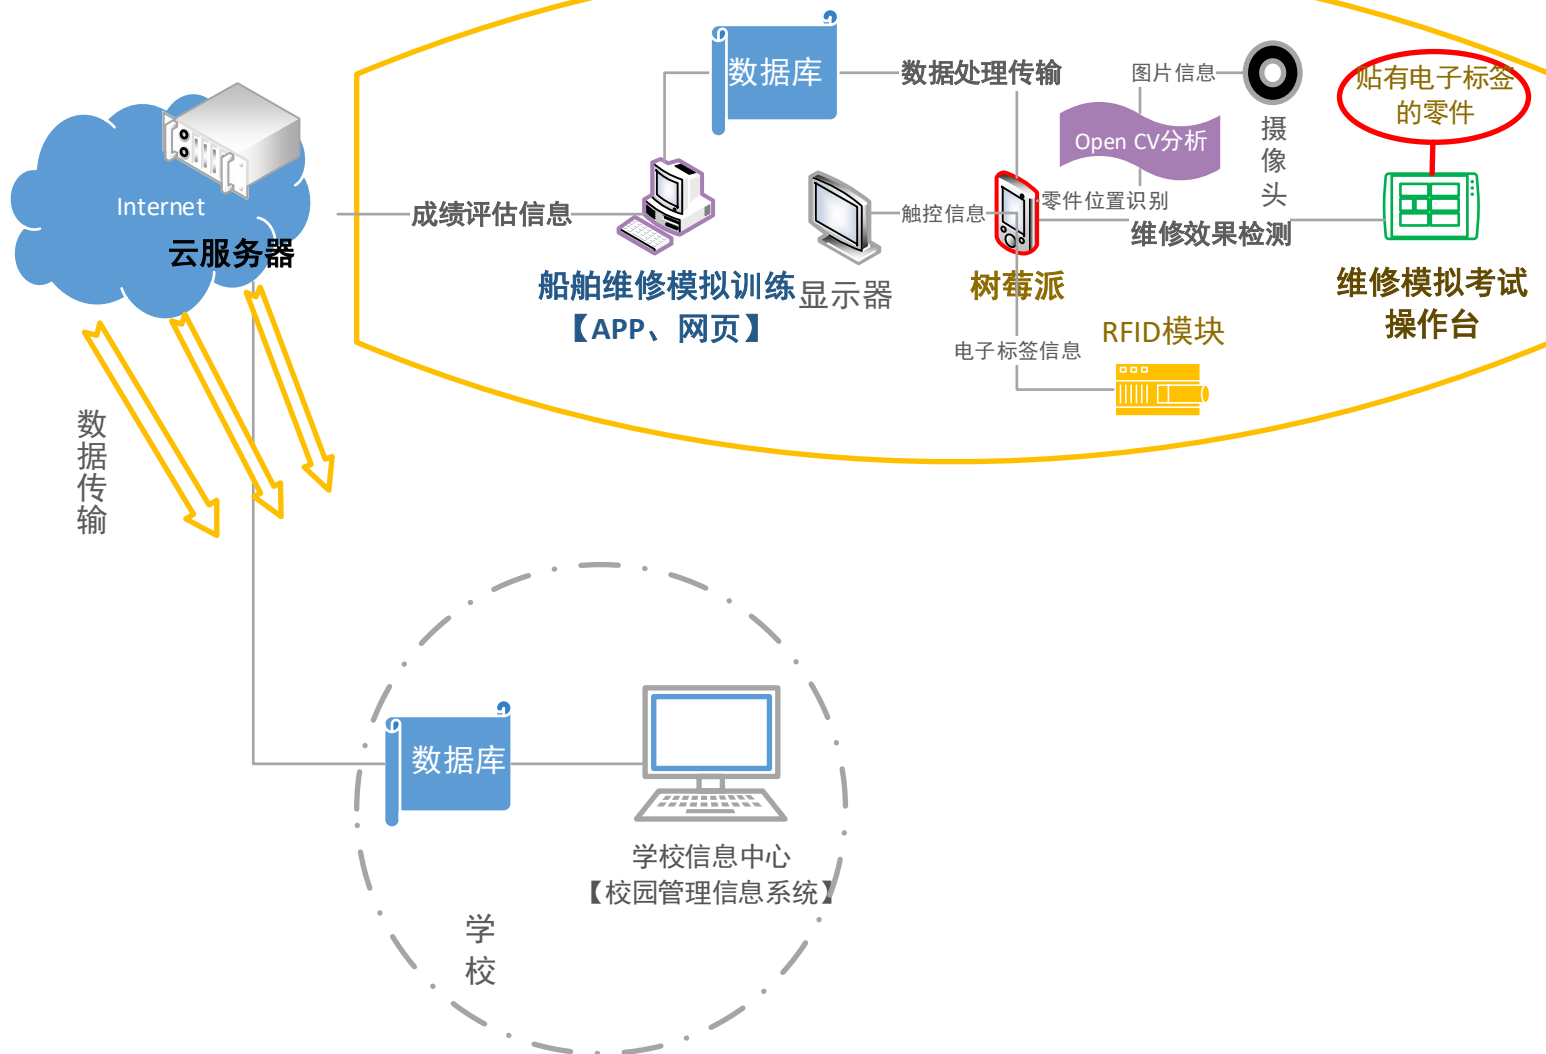 数据库
数据处理传输
图片信息
贴有电子标签
的零件
Open CV分析
摄
像
头
Internet
云服务器
成绩评估信息
触控信息
零件位置识别
维修效果检测
船舶维修模拟训练
【APP、网页】
显示器
树莓派
维修模拟考试
操作台
RFID模块
电子标签信息
数
据
传
输
数据库
学校信息中心
【校园管理信息系统】
学
校